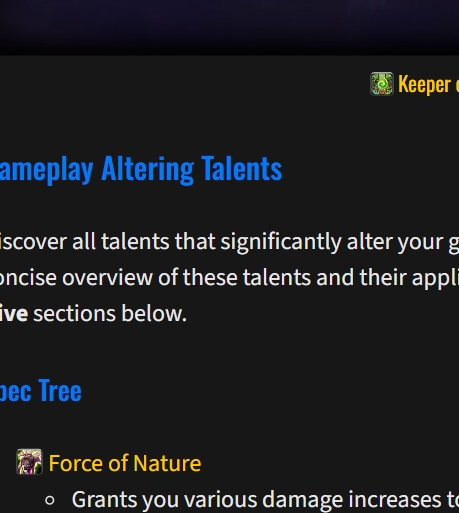 Keeper
ameplay Altering Talents
iscover all talents that significantly alter your g
oncise overview of these talents and their appli
ive sections below.
pec Tree
Force of Nature
Grants you various damage increases to